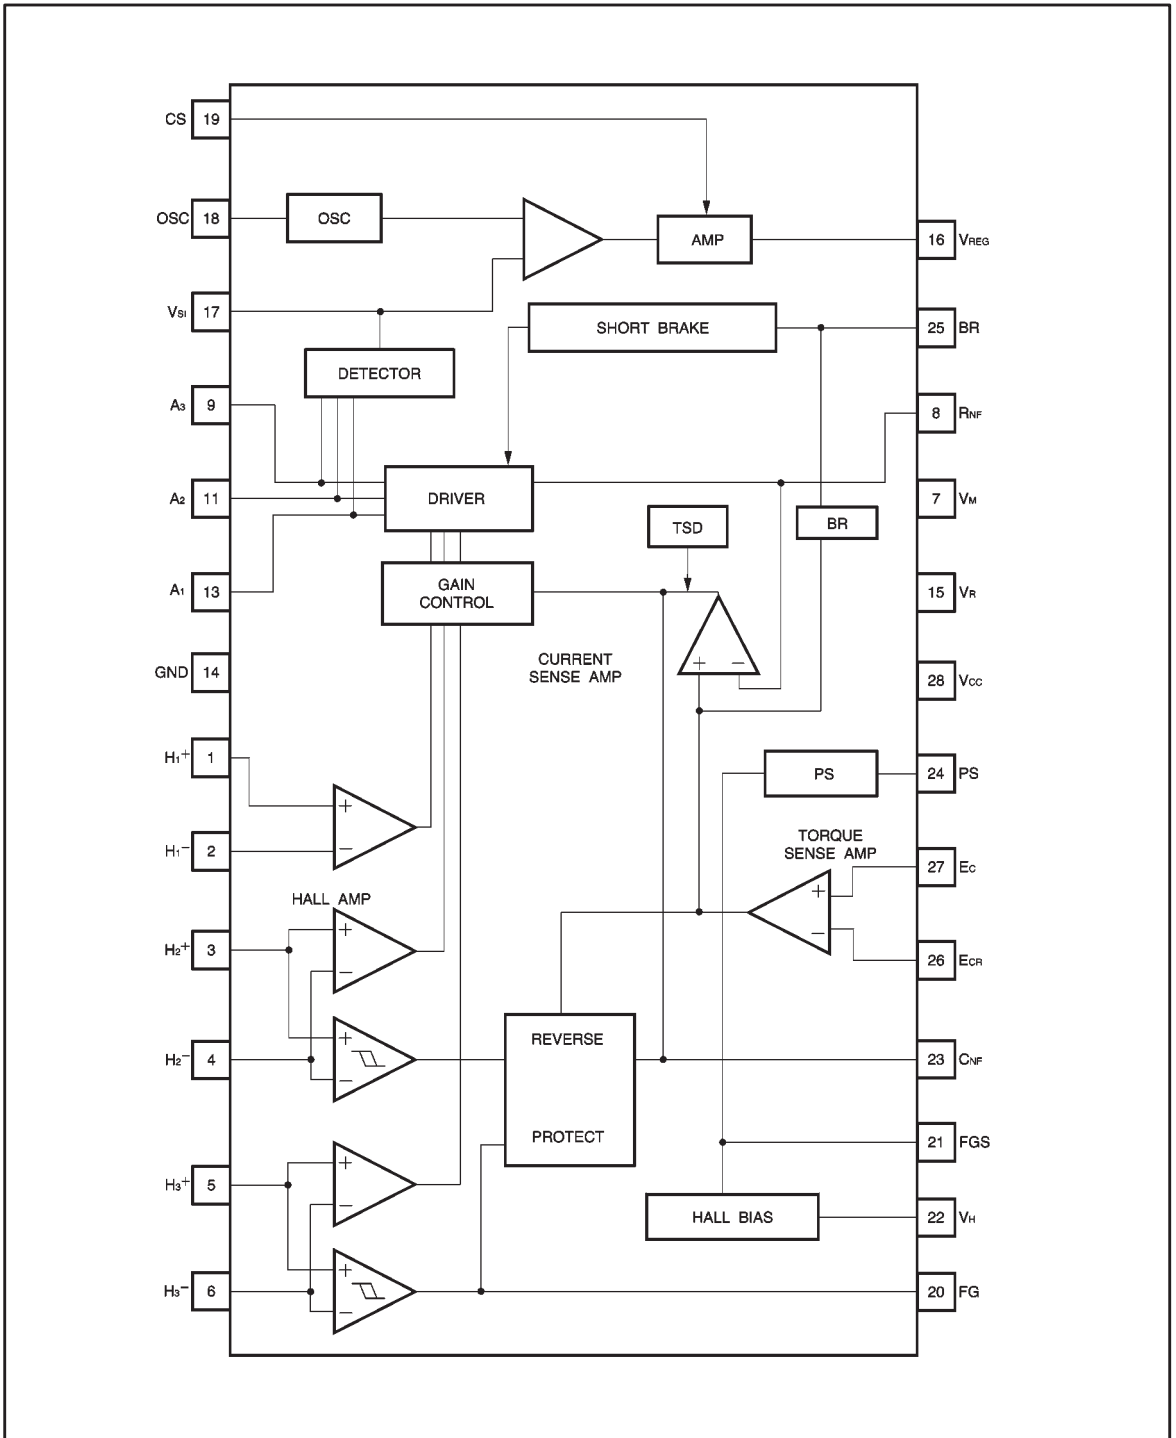 CS 19
OSC 18
OSC
AMP
16 VREG
VSI 17
SHORT BRAKE
25 BR
DETECTOR
A3 9
8 RNF
A2 11
DRIVER
7 VM
TSD
BR
A1 13
GAIN
CONTROL
15 VR
CURRENT
SENSE AMP
+ −
GND 14
28 VCC
H1+ 1
PS
24 PS
+
−
TORQUE
SENSE AMP
H1− 2
27 EC
+
−
HALL AMP
H2+ 3
+
−
26 ECR
REVERSE
H2− 4
+
−
23 CNF
PROTECT
21 FGS
H3+ 5
+
−
HALL BIAS
22 VH
H3− 6
+
−
20 FG